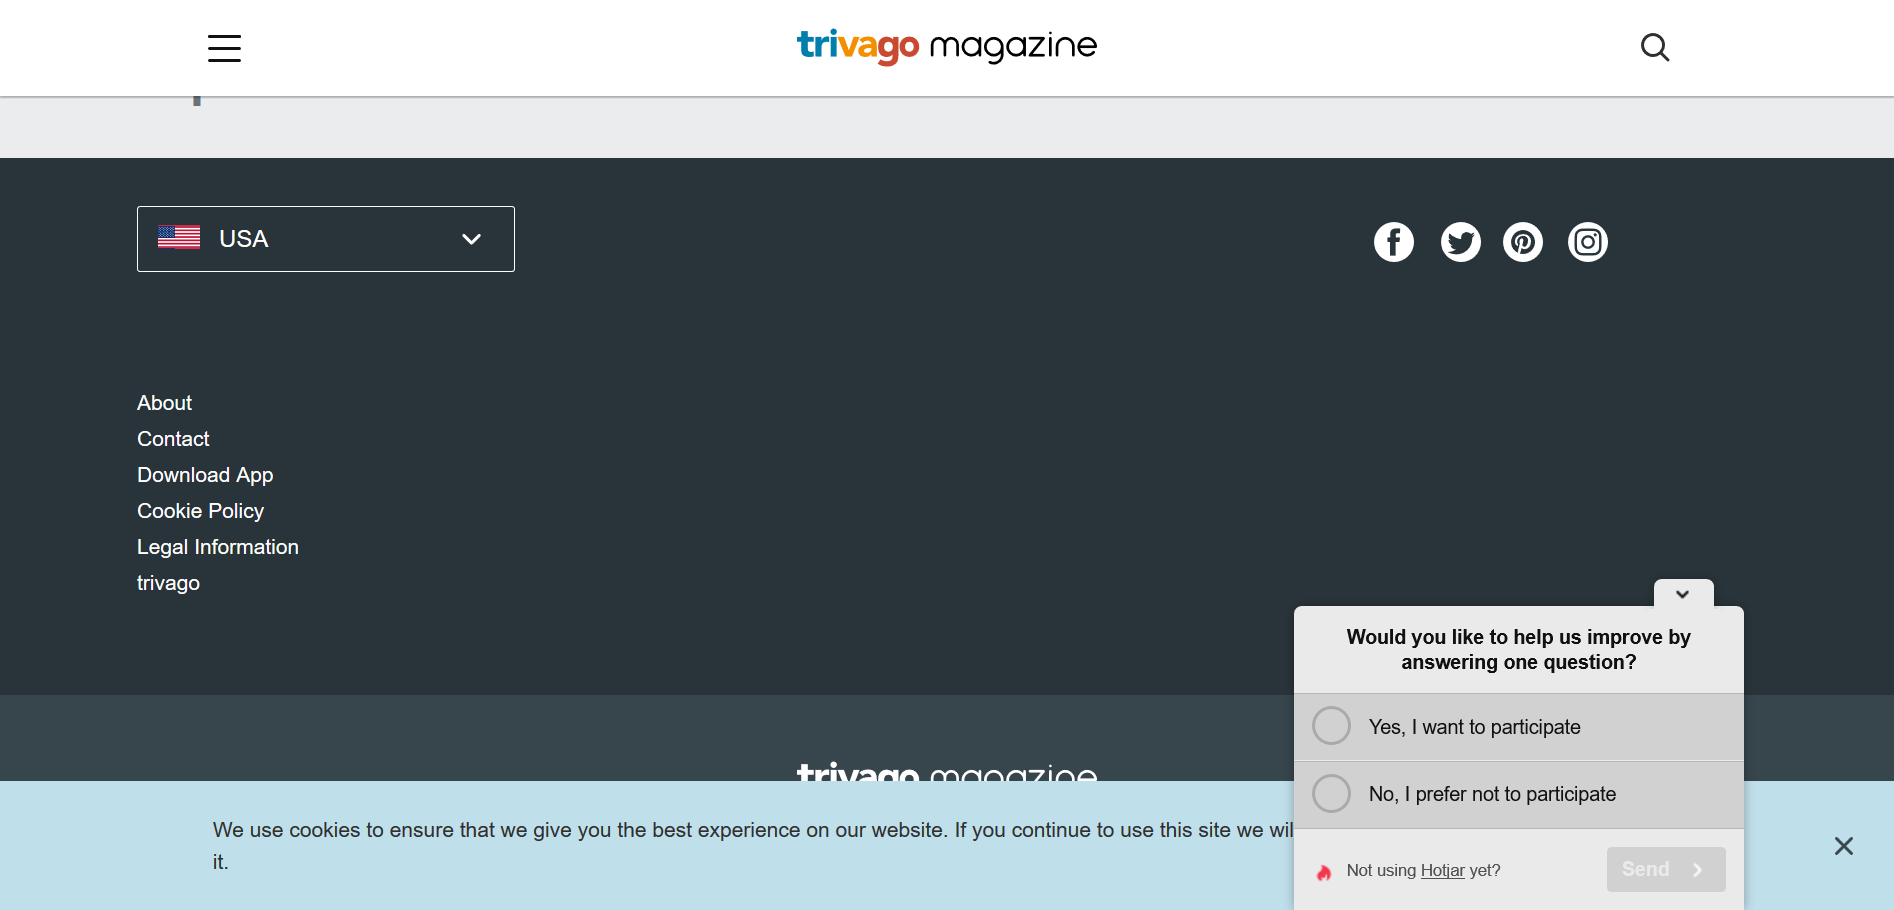 trivago magazine
USA
About
Contact
Download App
Cookie Policy
Legal Information
trivago
Would you like to help us improve by
answering one question?
Yes, I want to participate
No, I prefer not to participate
Not using Hotjar yet?
Send
trivago magazine
We use cookies to ensure that we give you the best experience on our website. If you continue to use this site we
it.